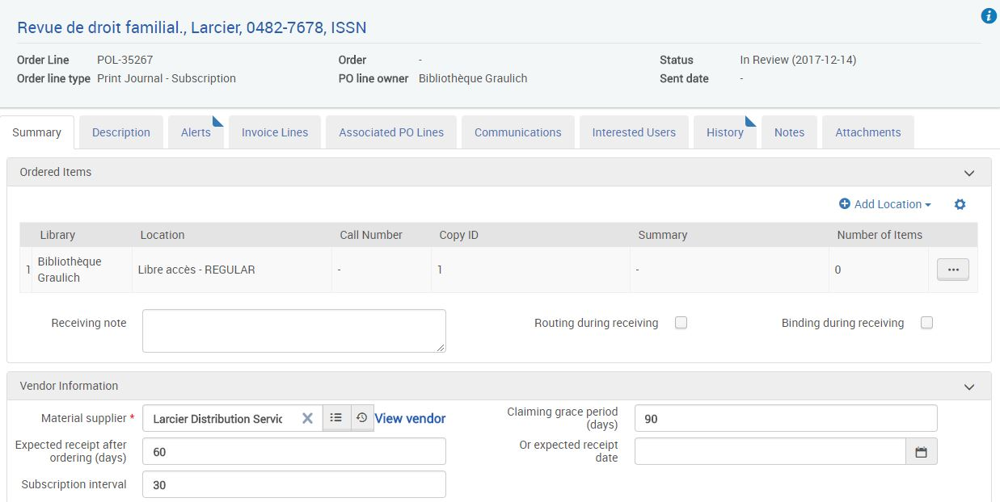 Revue de droit familial., Larcier, 0482-7678, ISSN
Order Line POL-35267 Order - Status In Review (2017-12-14)
Order line type Print Journal - Subscription PO line owner Bibliothèque Graulich Sent date -
Summary Description Alerts Invoice Lines Associated PO Lines Communications Interested Users History Notes Attachments
Ordered Items
Add Location
Library Location Call Number Copy ID Summary Number of Items
1 Bibliothèque Graulich Libre accès - REGULAR - 1 - 0
Receiving note Routing during receiving Binding during receiving
Vendor Information
Material supplier * Larcier Distribution Servic View vendor Claiming grace period (days) 90
Expected receipt after ordering (days) 60 Or expected receipt date
Subscription interval 30